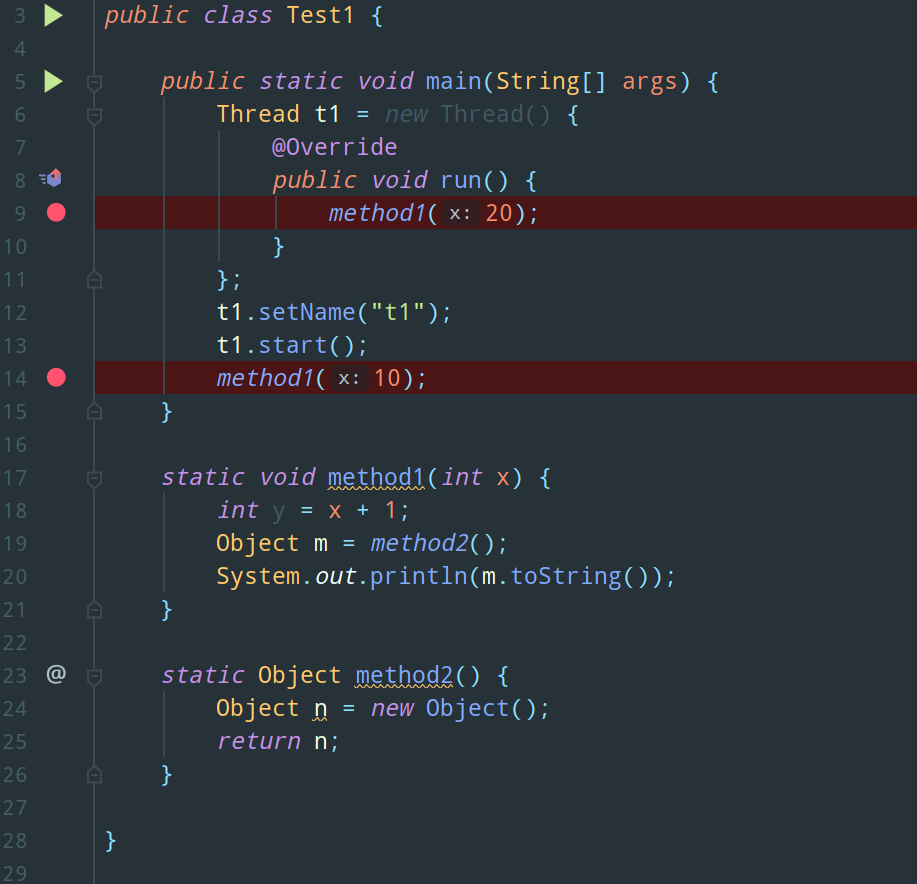 3 public class Test1 {
4
5 public static void main(String[] args) {
6 Thread t1 = new Thread() {
7 @Override
8 public void run() {
9 method1( x: 20);
10 }
11 };
12 t1.setName("t1");
13 t1.start();
14 method1( x: 10);
15 }
16
17 static void method1(int x) {
18 int y = x + 1;
19 Object m = method2();
20 System.out.println(m.toString());
21 }
22
23 @ static Object method2() {
24 Object n = new Object();
25 return n;
26 }
27
28 }
29